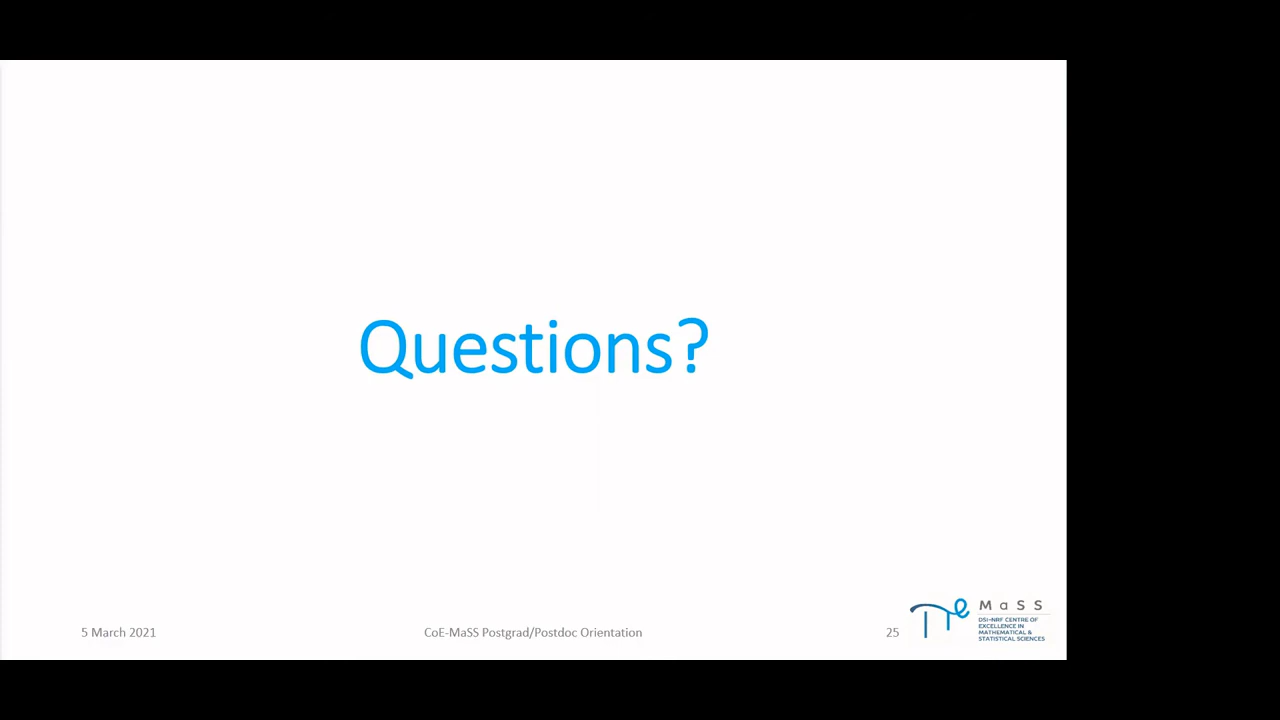 Questions?
5 March 2021
CoE-MaSS Postgrad/Postdoc Orientation
25
MaSS
DSI-NRF CENTRE OF
EXCELLENCE IN
MATHEMATICAL &
STATISTICAL SCIENCES